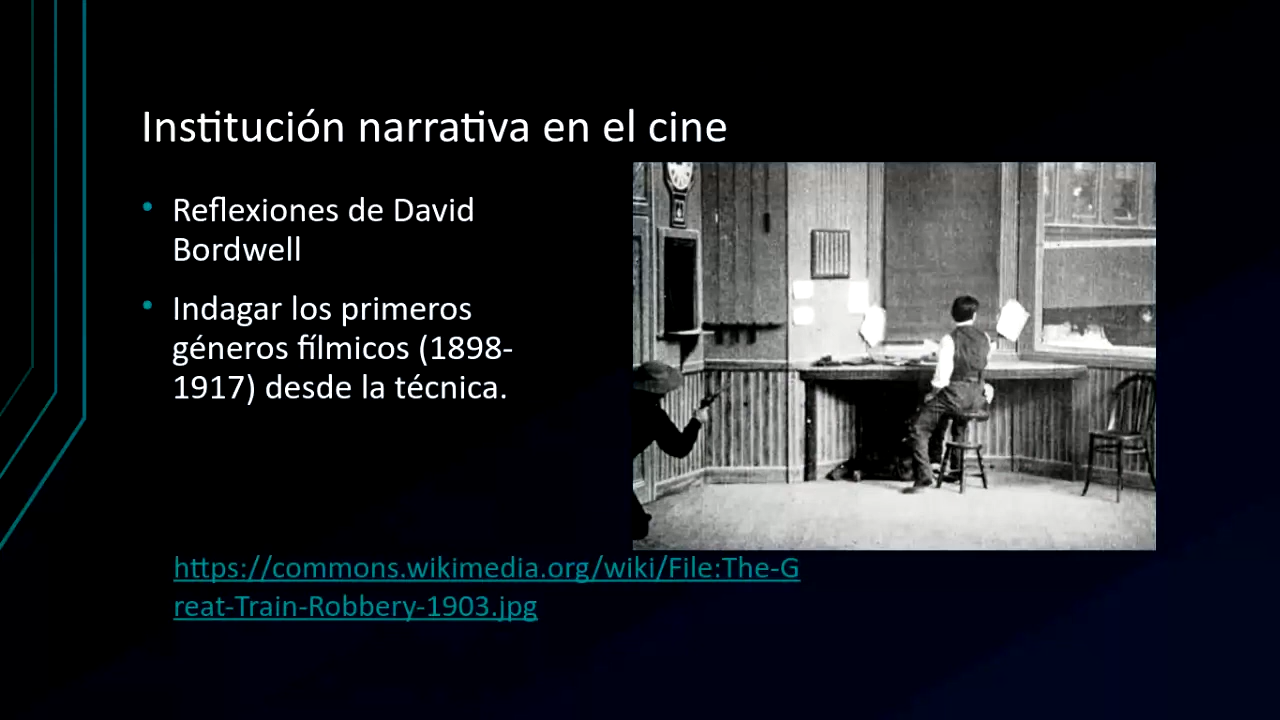 Institución narrativa en el cine
• Reflexiones de David
Bordwell
• Indagar los primeros
géneros fílmicos (1898-
1917) desde la técnica.
https://commons.wikimedia.org/wiki/File:The-G
reat-Train-Robbery-1903.jpg